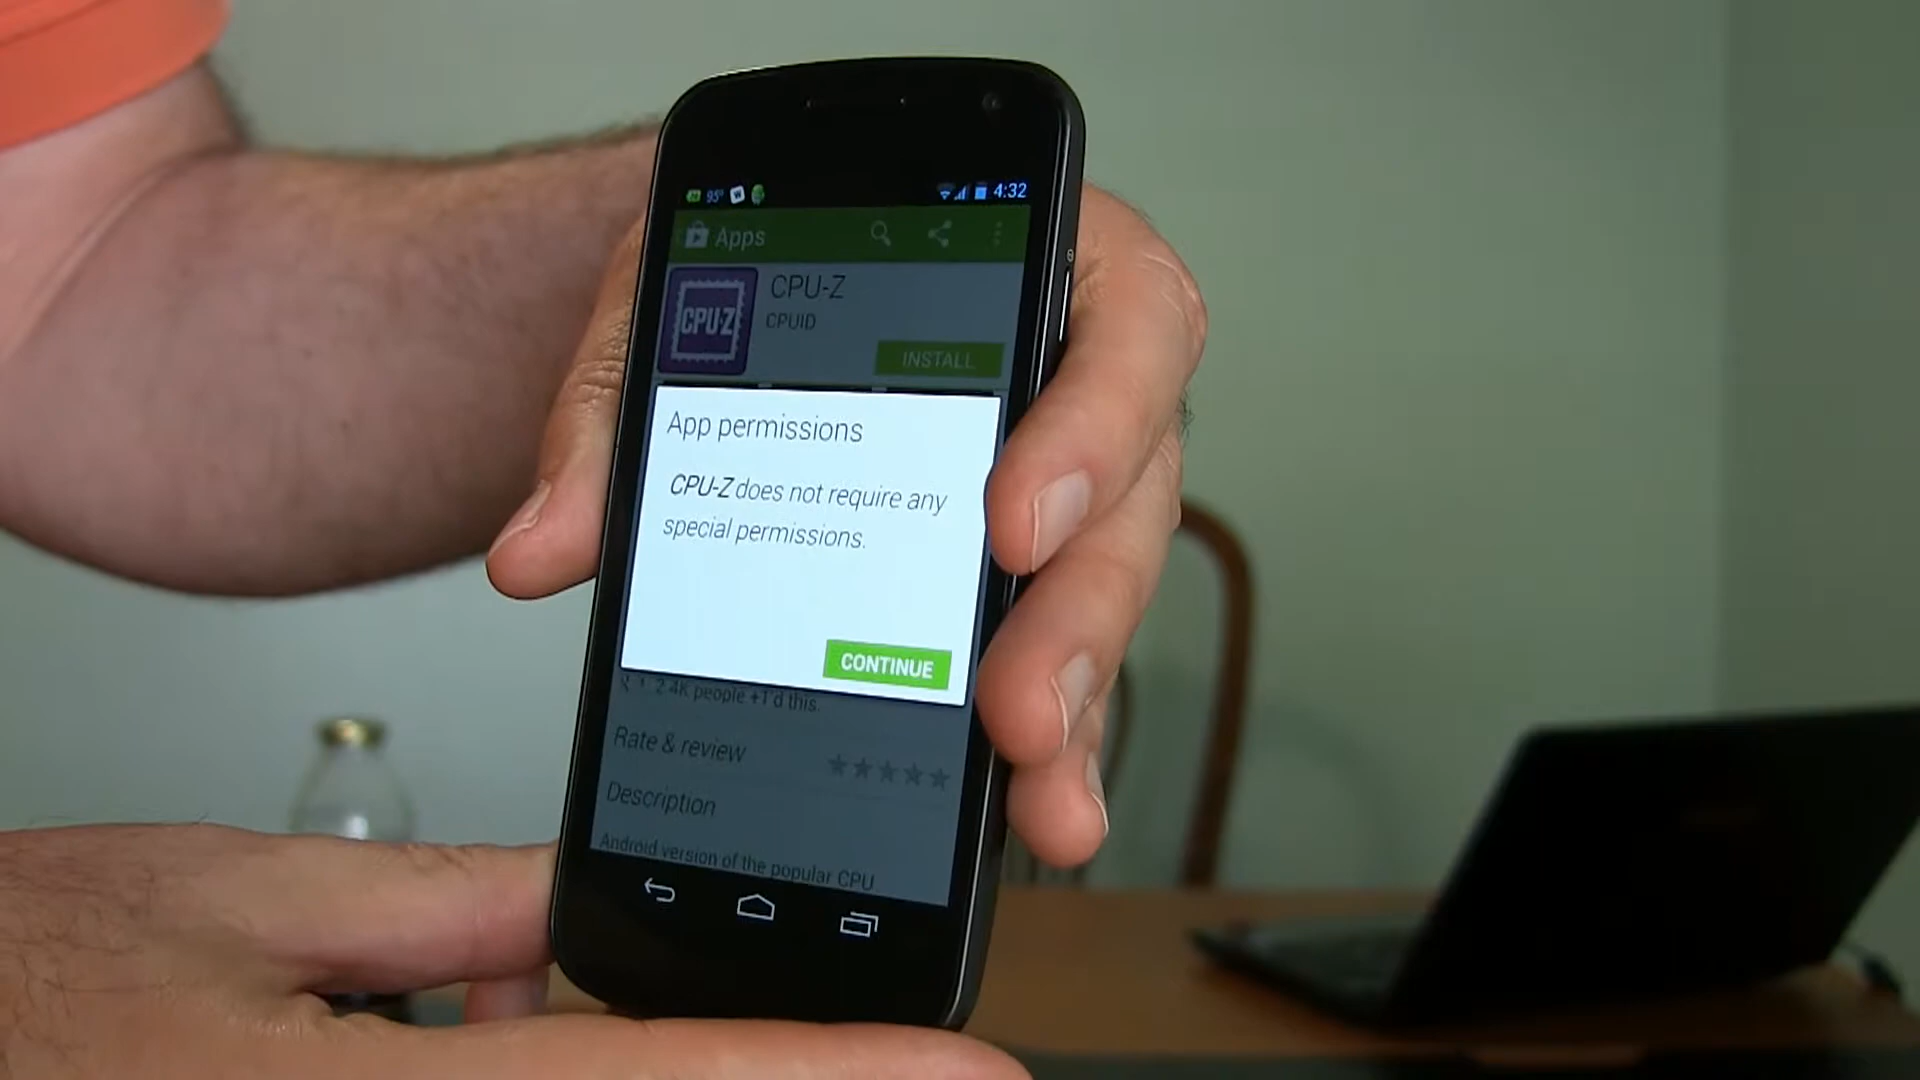 95° 4:32
Apps
CPU-Z
CPU-Z
CPUID
INSTALL
App permissions
CPU-Z does not require any
special permissions.
CONTINUE
2.4K people +1'd this.
Rate & review
Description
Android version of the popular CPU